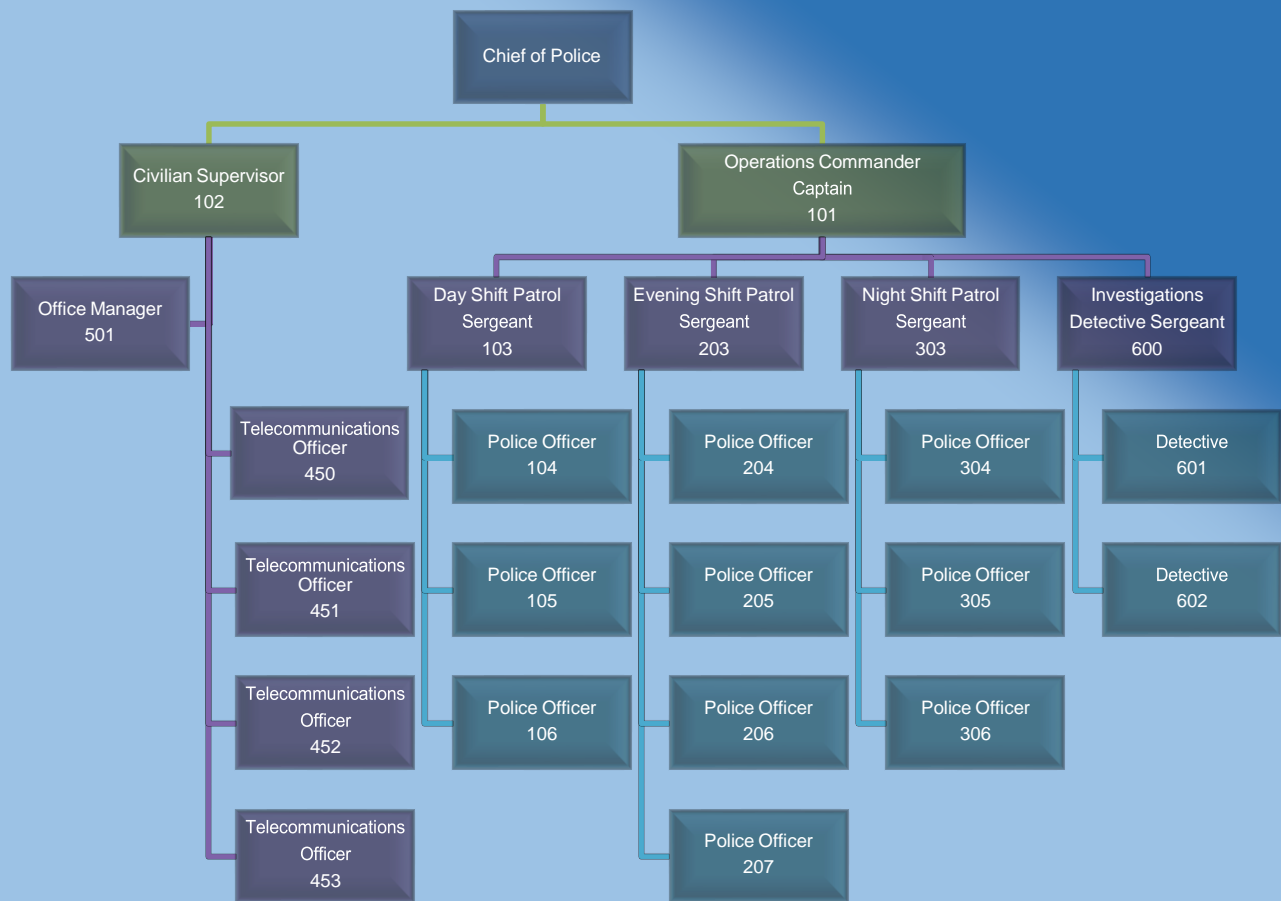 Chief of Police
Civilian Supervisor
102
Operations Commander
Captain
101
Office Manager
501
Day Shift Patrol
Sergeant
103
Evening Shift Patrol
Sergeant
203
Night Shift Patrol
Sergeant
303
Investigations
Detective Sergeant
600
Telecommunications
Officer
450
Police Officer
104
Police Officer
204
Police Officer
304
Detective
601
Telecommunications
Officer
451
Police Officer
105
Police Officer
205
Police Officer
305
Detective
602
Telecommunications
Officer
452
Police Officer
106
Police Officer
206
Police Officer
306
Telecommunications
Officer
453
Police Officer
207